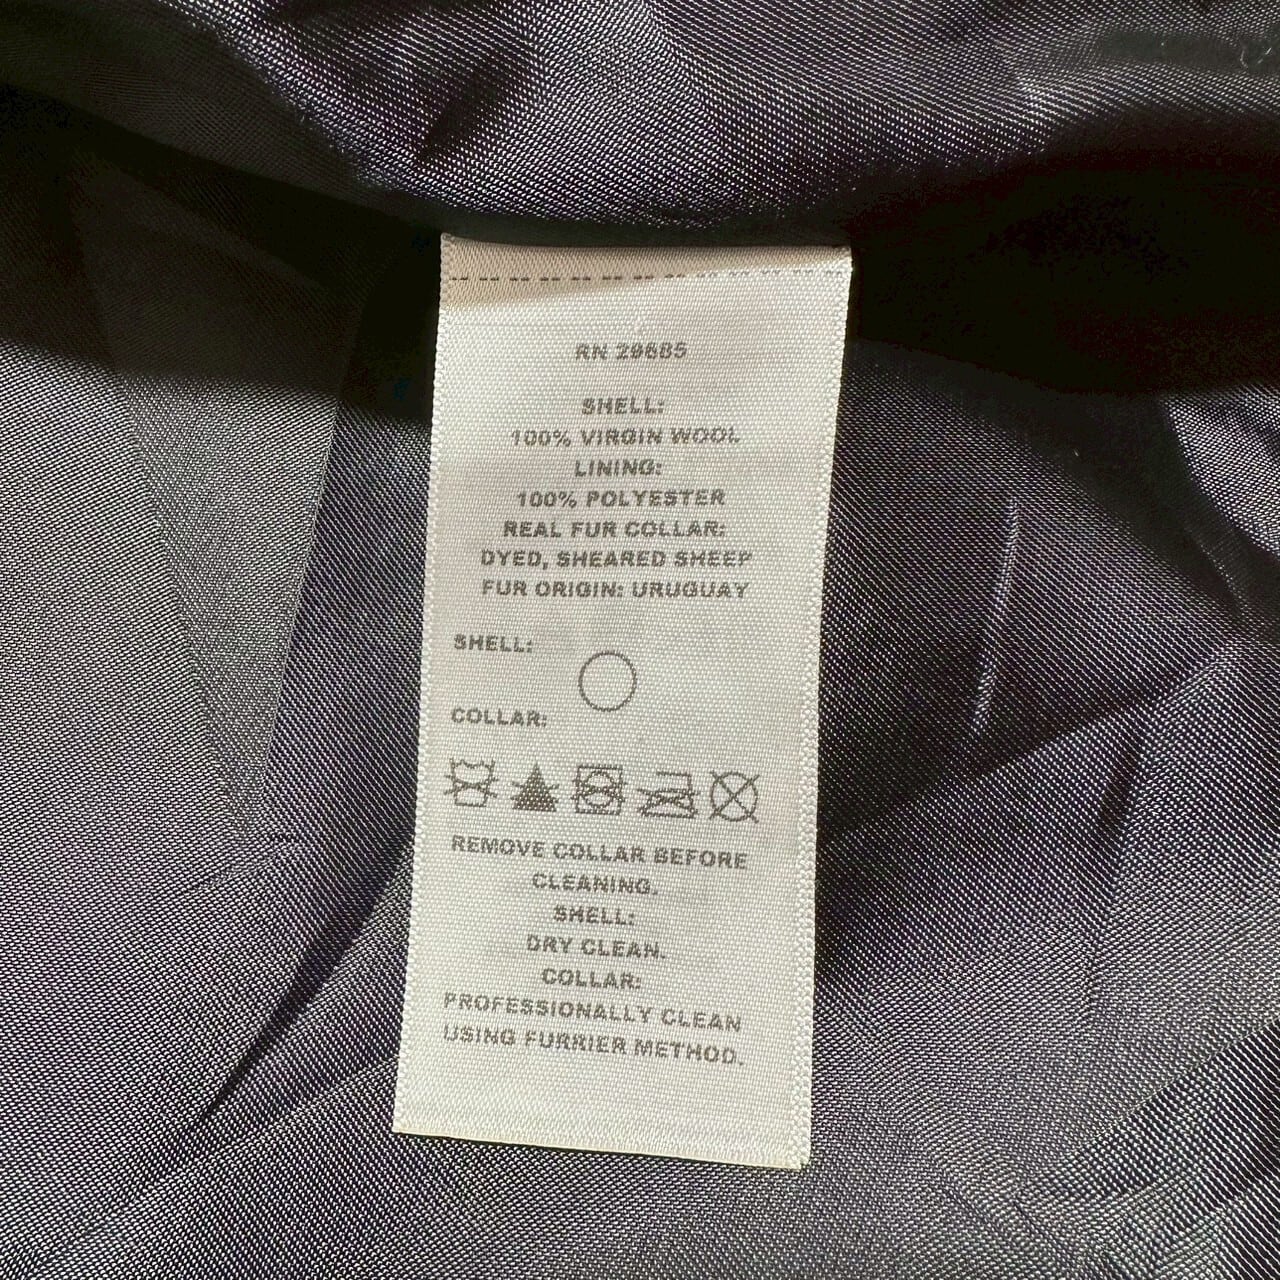 RN 29685
SHELL:
100% VIRGIN WOOL
LINING:
100% POLYESTER
REAL FUR COLLAR:
DYED, SHEARED SHEEP
FUR ORIGIN: URUGUAY
SHELL:
COLLAR:
REMOVE COLLAR BEFORE
CLEANING.
SHELL:
DRY CLEAN.
COLLAR:
PROFESSIONALLY CLEAN
USING FURRIER METHOD.